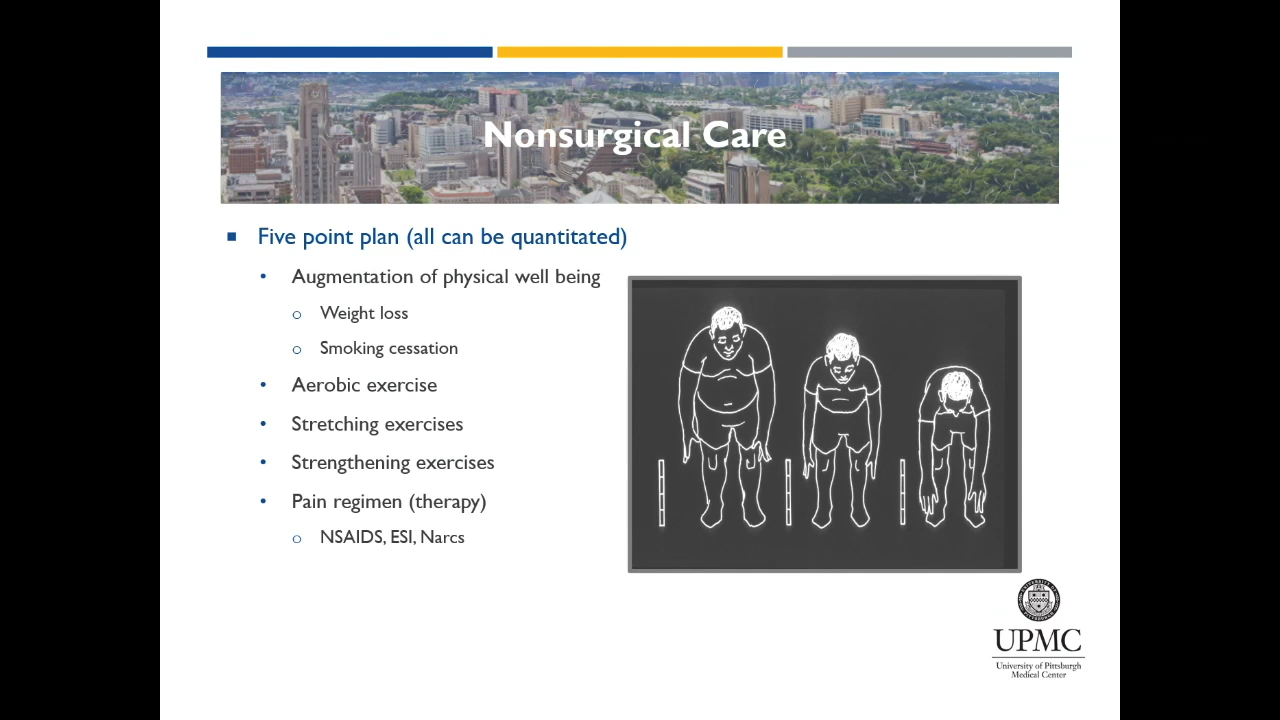 Nonsurgical Care
Five point plan (all can be quantitated)
Augmentation of physical well being
Weight loss
Smoking cessation
Aerobic exercise
Stretching exercises
Strengthening exercises
Pain regimen (therapy)
NSAIDS, ESI, Narcs
UPMC
University of Pittsburgh
Medical Center